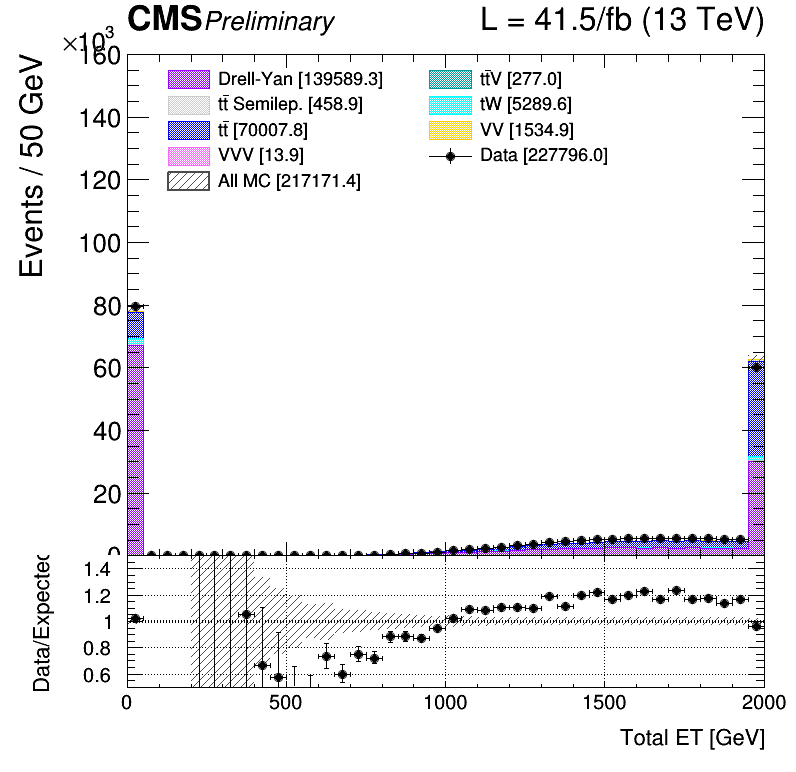 CMS Preliminary L = 41.5/fb (13 TeV)
×10³
160
140
120
100
80
60
40
20
0
Events / 50 GeV
Drell-Yan [139589.3]
tt̄ Semilep. [458.9]
tt̄ [70007.8]
VVV [13.9]
All MC [217171.4]
tt̄V [277.0]
tW [5289.6]
VV [1534.9]
Data [227796.0]
1.4
1.2
1
0.8
0.6
Data/Expected
0 500 1000 1500 2000
Total ET [GeV]